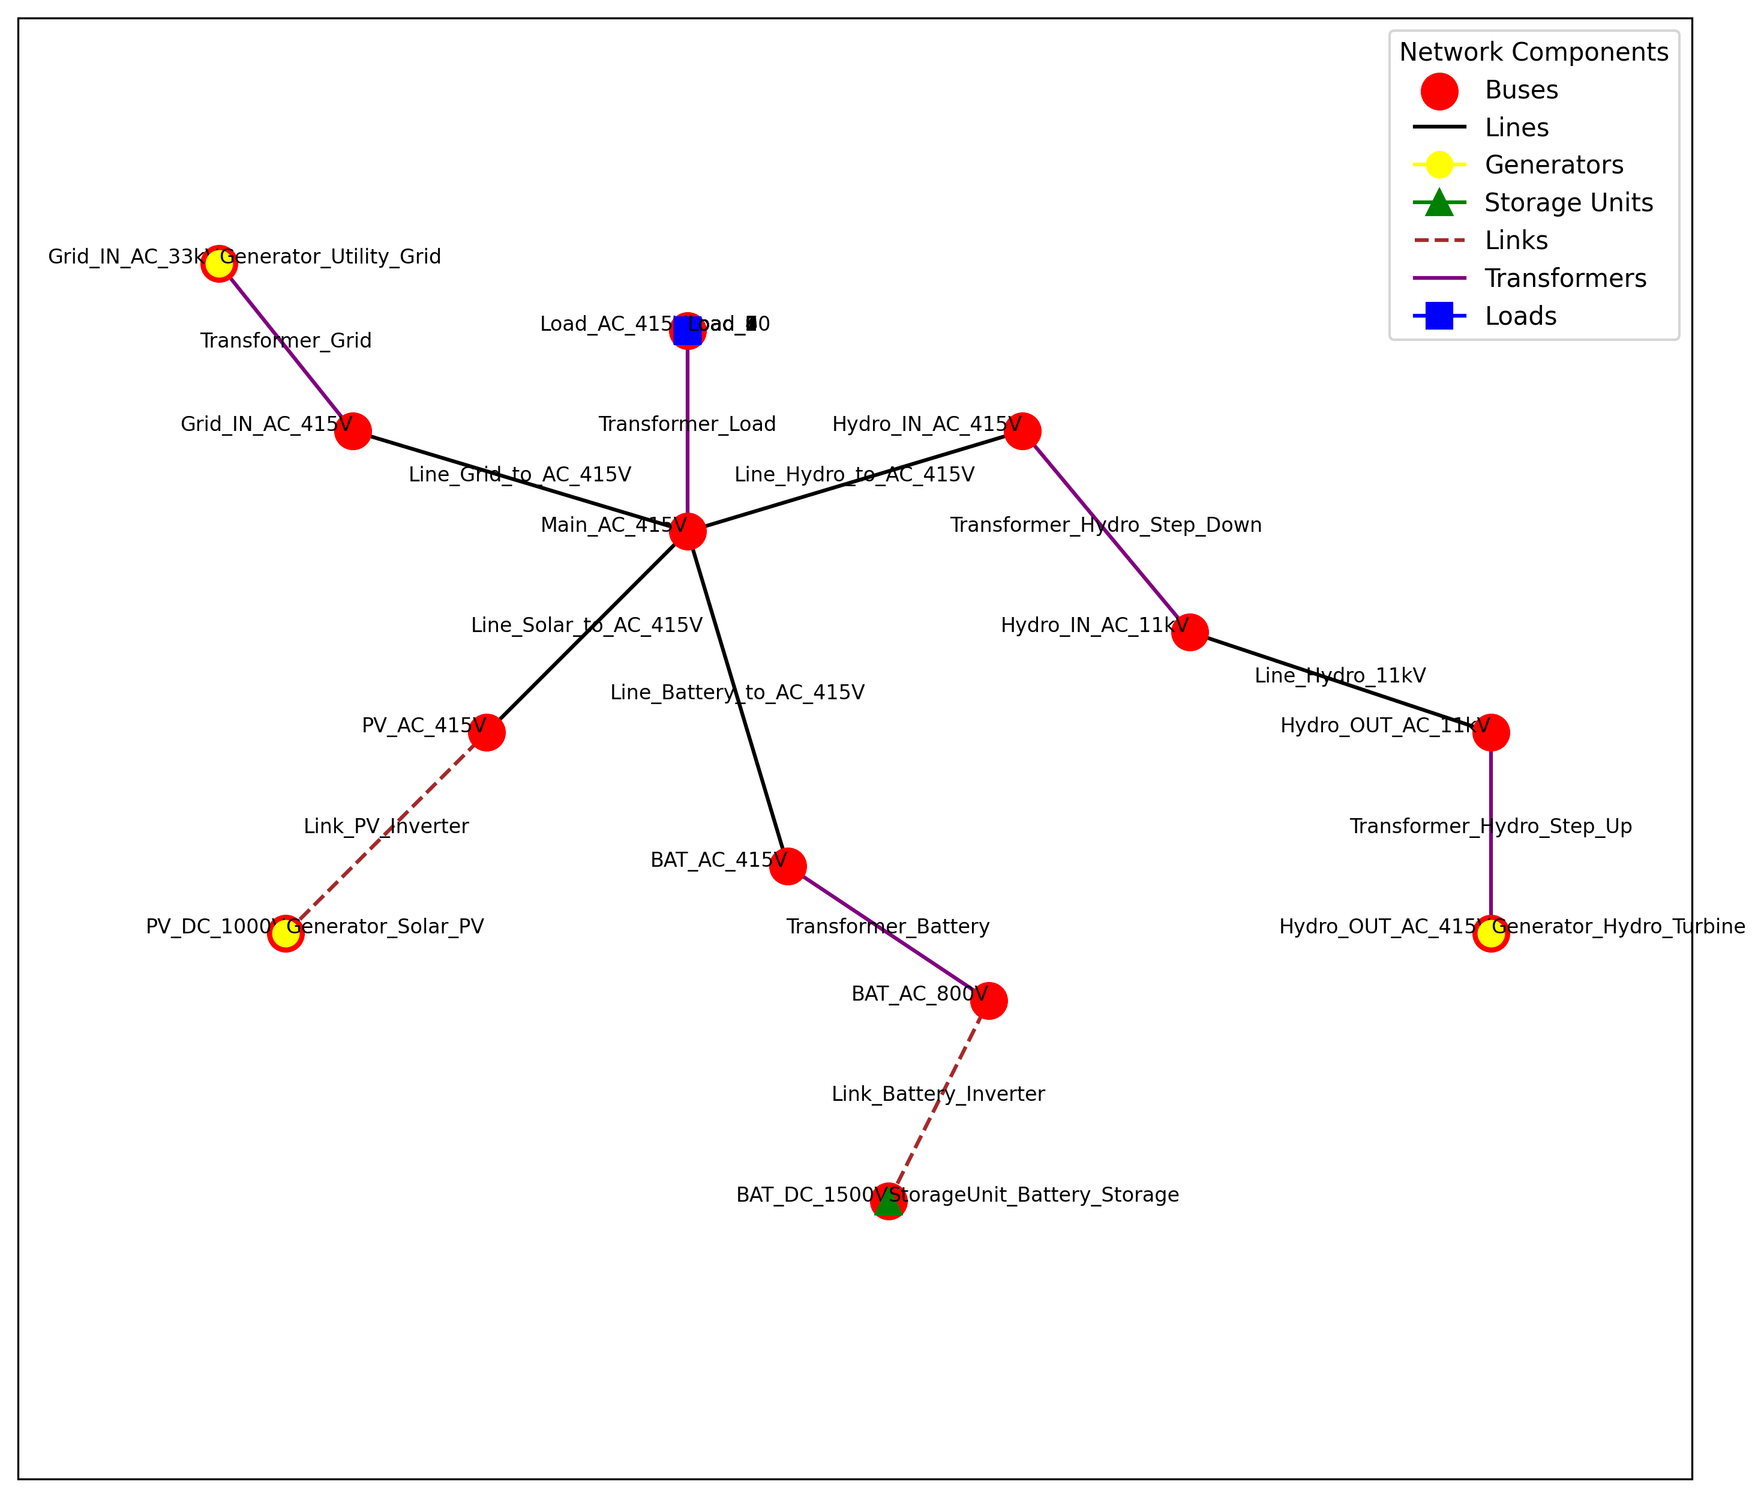 Network Components
Buses
Lines
Generators
Storage Units
Links
Transformers
Loads
Generator_Utility_Grid
Transformer_Grid
Load_AC_415V
Grid_IN_AC_415V
Transformer_Load
Hydro_IN_AC_415V
Line_Grid_to_AC_415V
Line_Hydro_to_AC_415V
Main_AC_415V
Transformer_Hydro_Step_Down
Line_Solar_to_AC_415V
Hydro_IN_AC_11kV
Line_Hydro_11kV
Line_Battery_to_AC_415V
PV_AC_415V
Hydro_OUT_AC_11kV
Link_PV_Inverter
Transformer_Hydro_Step_Up
BAT_AC_415V
PV_DC_1000V
Generator_Solar_PV
Transformer_Battery
Hydro_OUT_AC_415V
Generator_Hydro_Turbine
BAT_AC_800V
Link_Battery_Inverter
BAT_DC_1500V
StorageUnit_Battery_Storage
Grid_IN_AC_33kV